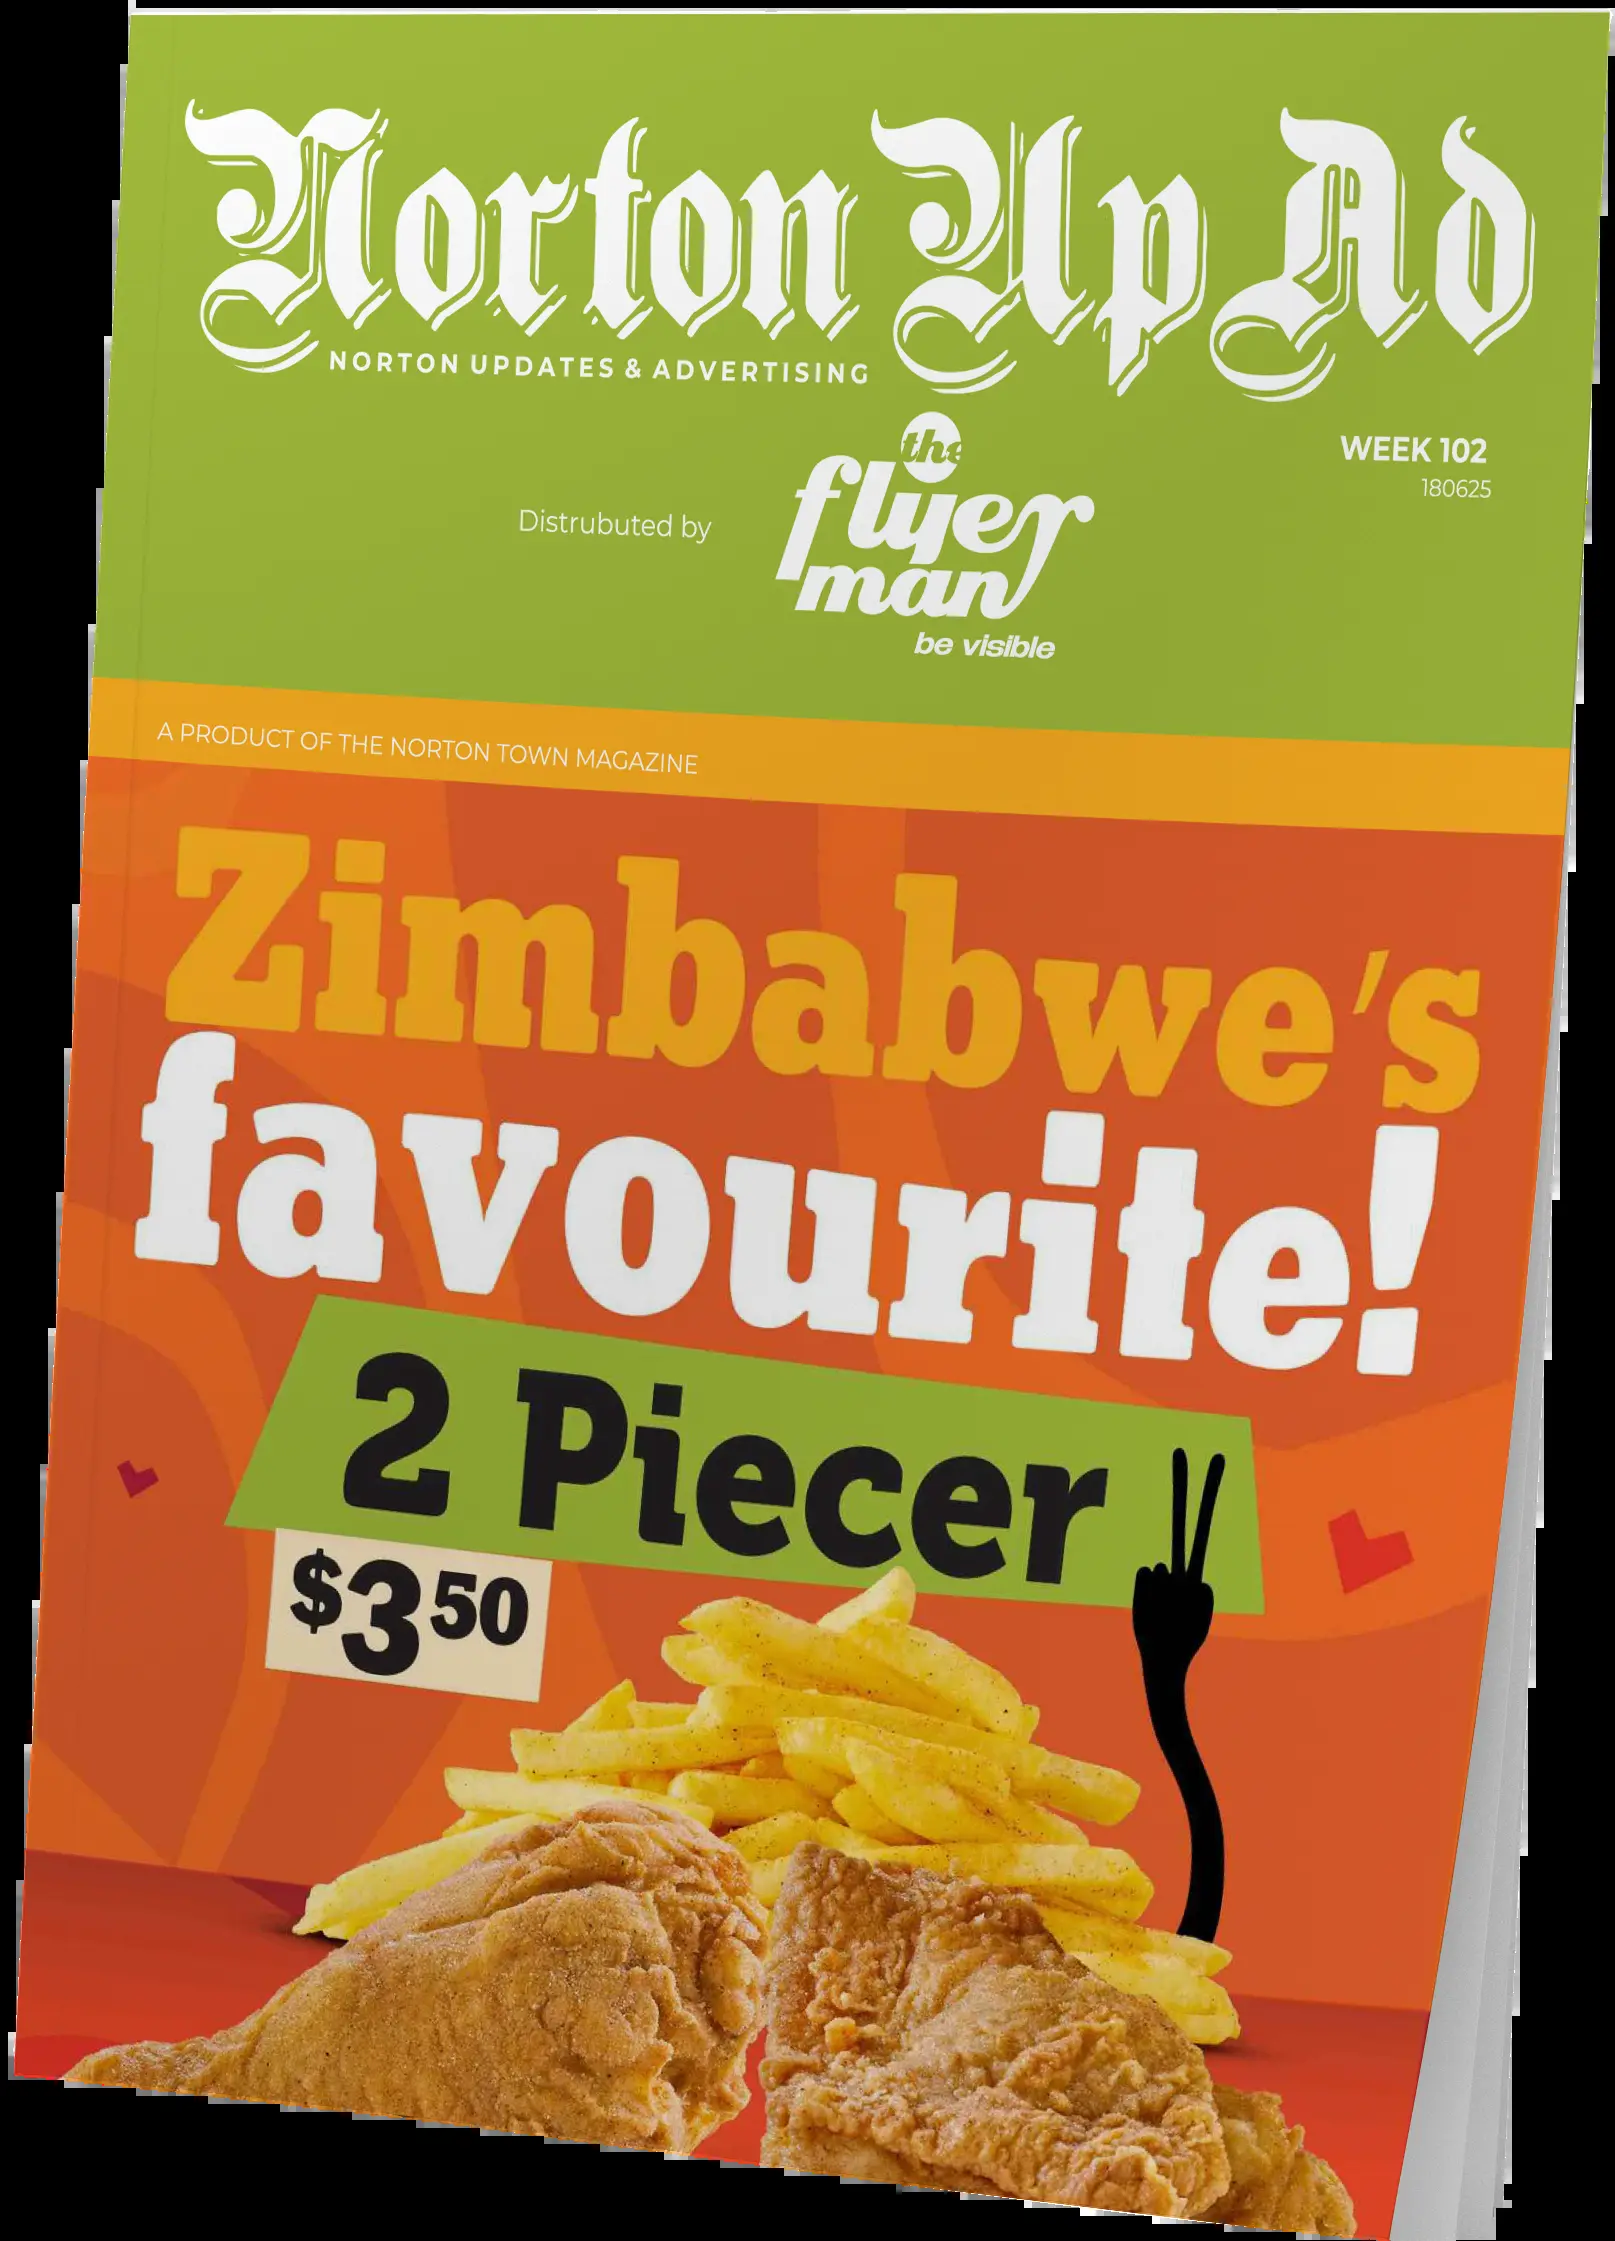 Norton Up Ad
NORTON UPDATES & ADVERTISING
WEEK 102
180625
Distrubuted by
the
flyer
man
be visible
A PRODUCT OF THE NORTON TOWN MAGAZINE
Zimbabwe's
favourite!
2 Piecer
$3 50